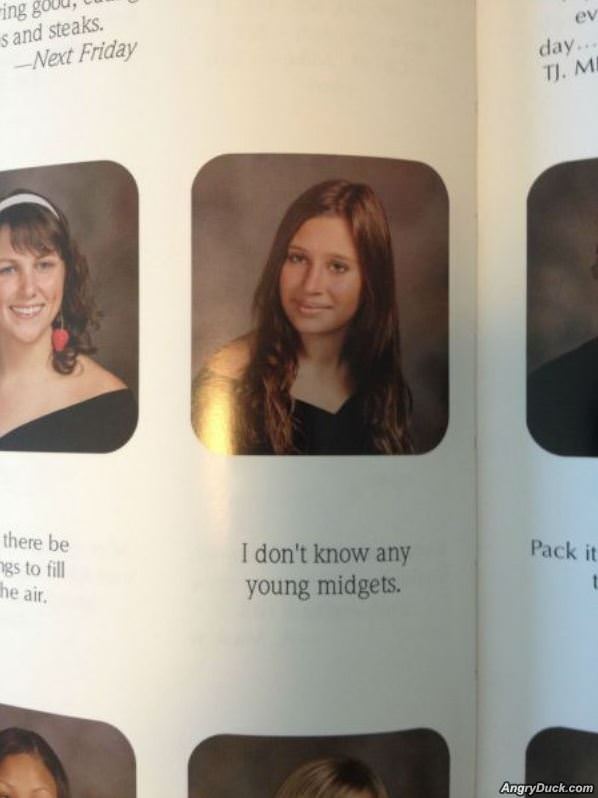 s and steaks.
—Next Friday
ev
day...
TJ.
there be
to fill
he air.
I don't know any
young midgets.
Pack it
t
AngryDuck.com